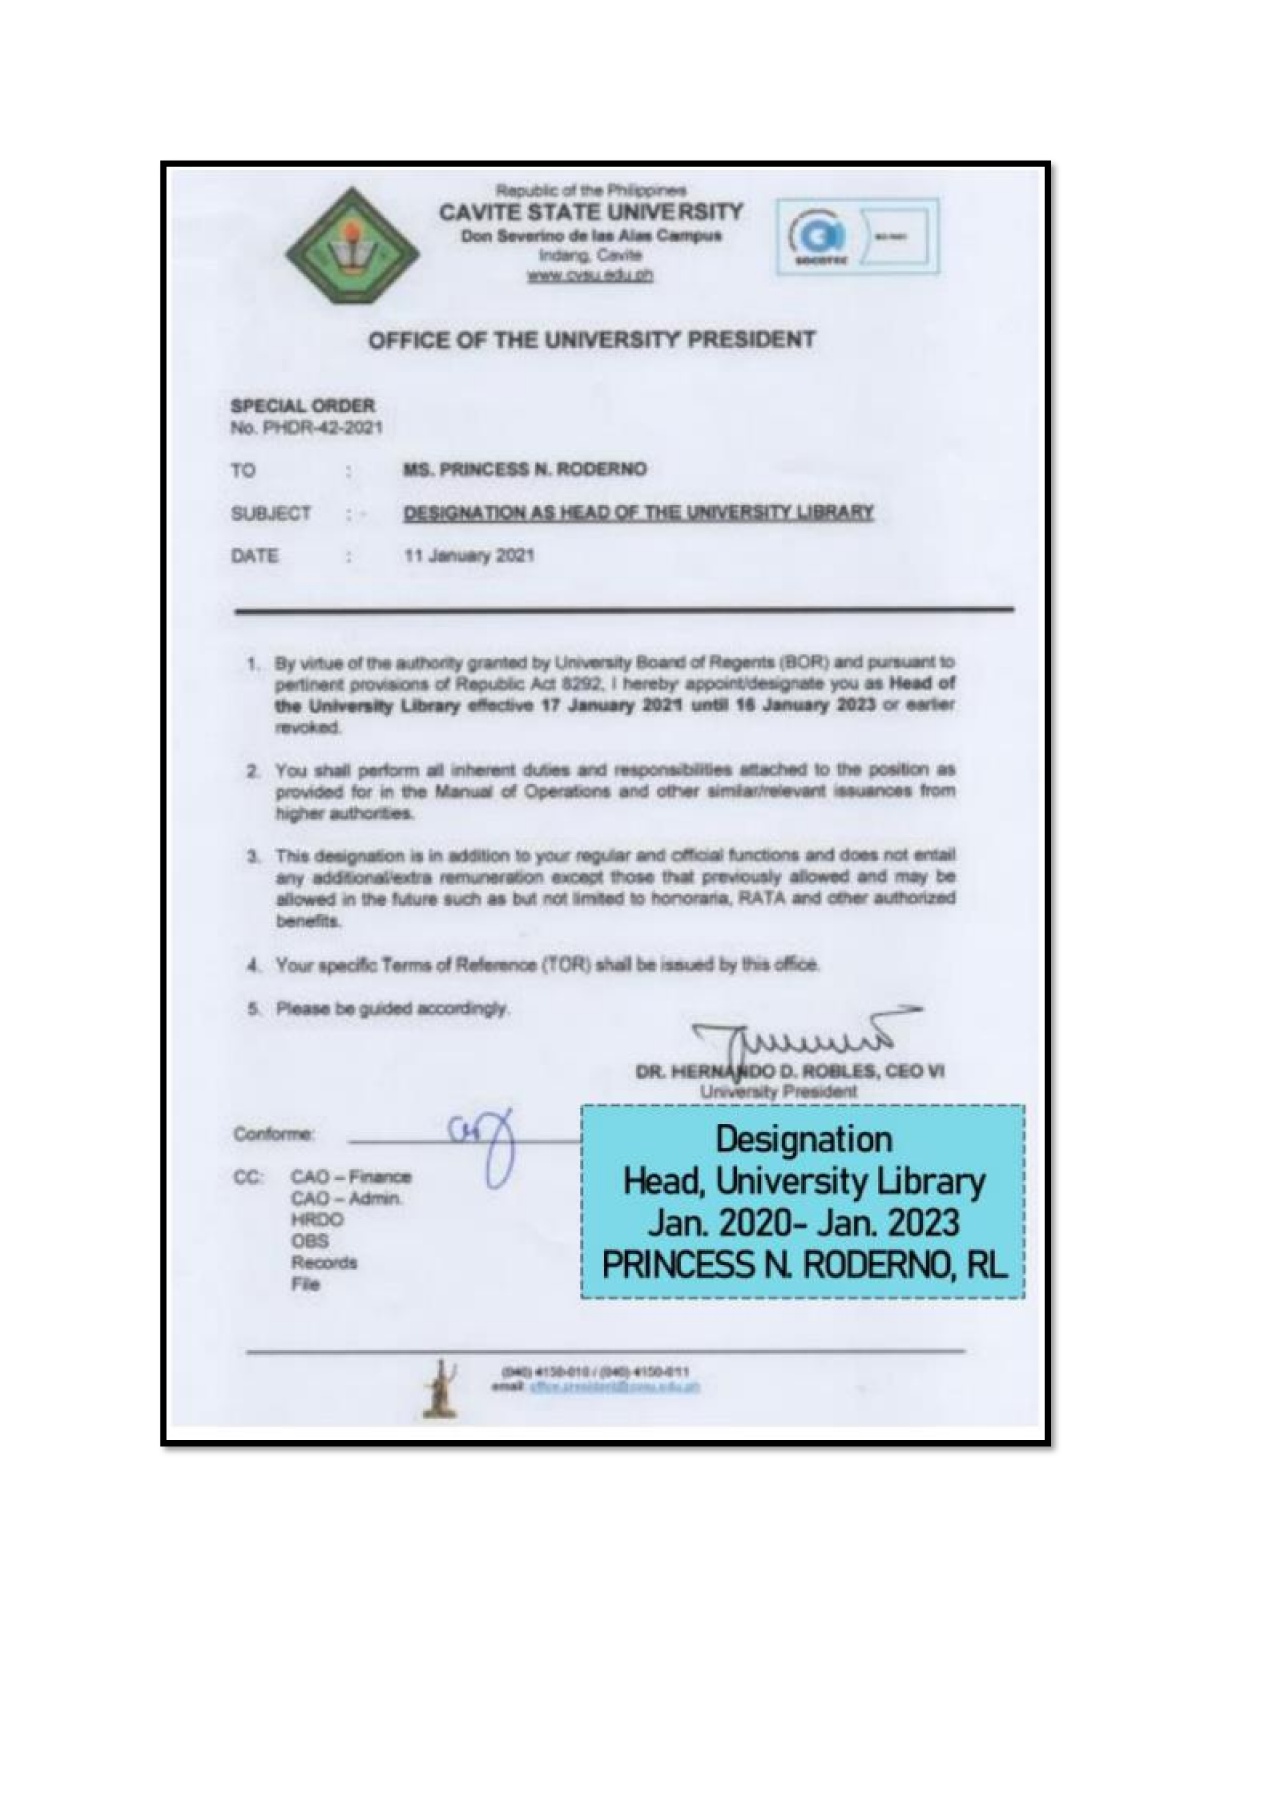 Republic of the Philippines
CAVITE STATE UNIVERSITY
Don Severino de las Alas Campus
Indang, Cavite
www.cvsu.edu.ph
SOCOTEC
OFFICE OF THE UNIVERSITY PRESIDENT
SPECIAL ORDER
No. PHDR-42-2021
TO : MS. PRINCESS N. RODERNO
SUBJECT : - DESIGNATION AS HEAD OF THE UNIVERSITY LIBRARY
DATE : 11 January 2021
1. By virtue of the authority granted by University Board of Regents (BOR) and pursuant to
pertinent provisions of Republic Act 8292, I hereby appoint/designate you as Head of
the University Library effective 17 January 2021 until 16 January 2023 or earlier
revoked.
2. You shall perform all inherent duties and responsibilities attached to the position as
provided for in the Manual of Operations and other similar/relevant issuances from
higher authorities.
3. This designation is in addition to your regular and official functions and does not entail
any additional/extra remuneration except those that previously allowed and may be
allowed in the future such as but not limited to honoraria, RATA and other authorized
benefits.
4. Your specific Terms of Reference (TOR) shall be issued by this office.
5. Please be guided accordingly.
DR. HERNANDO D. ROBLES, CEO VI
University President
Conforme:
CC: CAO – Finance
CAO – Admin.
HRDO
OBS
Records
File
Designation
Head, University Library
Jan. 2020- Jan. 2023
PRINCESS N. RODERNO, RL
(046) 4150-010 / (046) 4150-011
email: office.president@cvsu.edu.ph